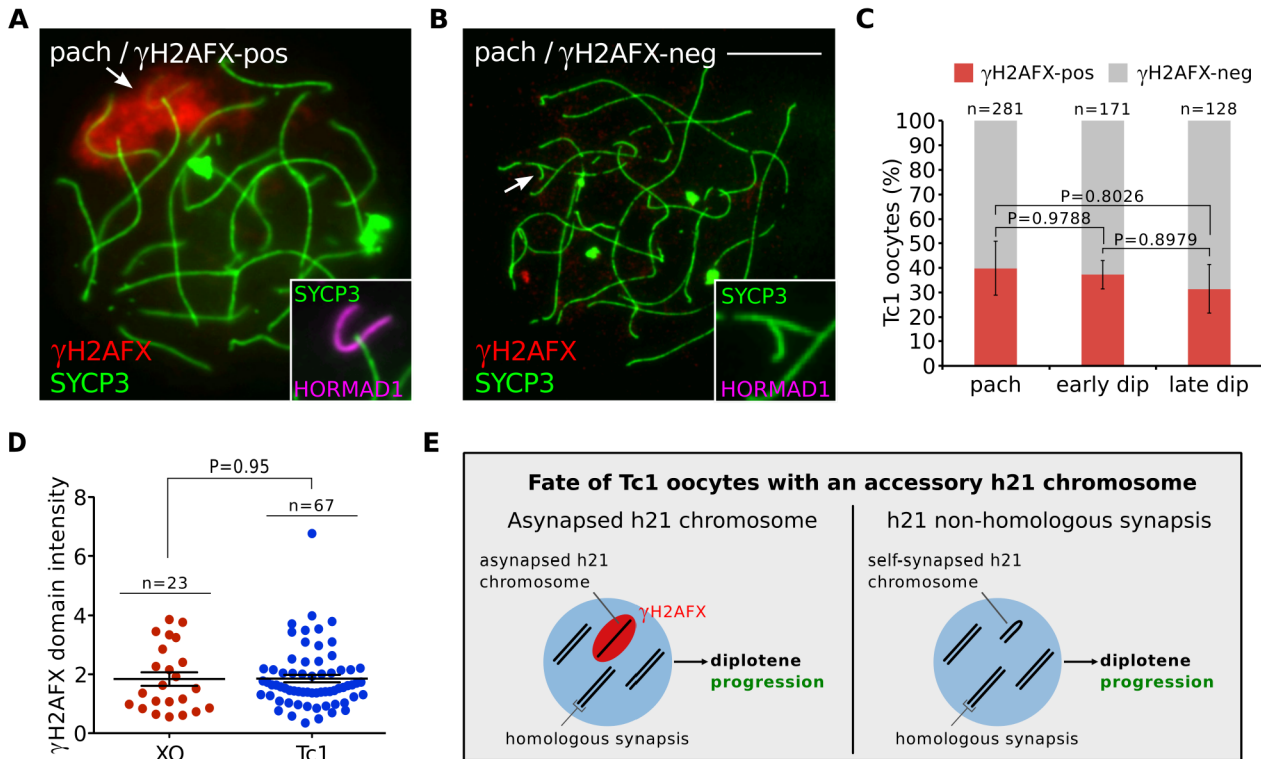 A
pach / γH2AFX-pos
γH2AFX
SYCP3
SYCP3
HORMAD1
B
pach / γH2AFX-neg
γH2AFX
SYCP3
SYCP3
HORMAD1
C
γH2AFX-pos γH2AFX-neg
n=281 n=171 n=128
Tc1 oocytes (%)
100
90
80
70
60
50
40
30
20
10
0
P=0.8026
P=0.9788
P=0.8979
pach early dip late dip
D
γH2AFX domain intensity
8
6
4
2
0
P=0.95
n=67
n=23
XO Tc1
E
Fate of Tc1 oocytes with an accessory h21 chromosome
Asynapsed h21 chromosome
asynapsed h21
chromosome
γH2AFX
diplotene
progression
homologous synapsis
h21 non-homologous synapsis
self-synapsed h21
chromosome
diplotene
progression
homologous synapsis